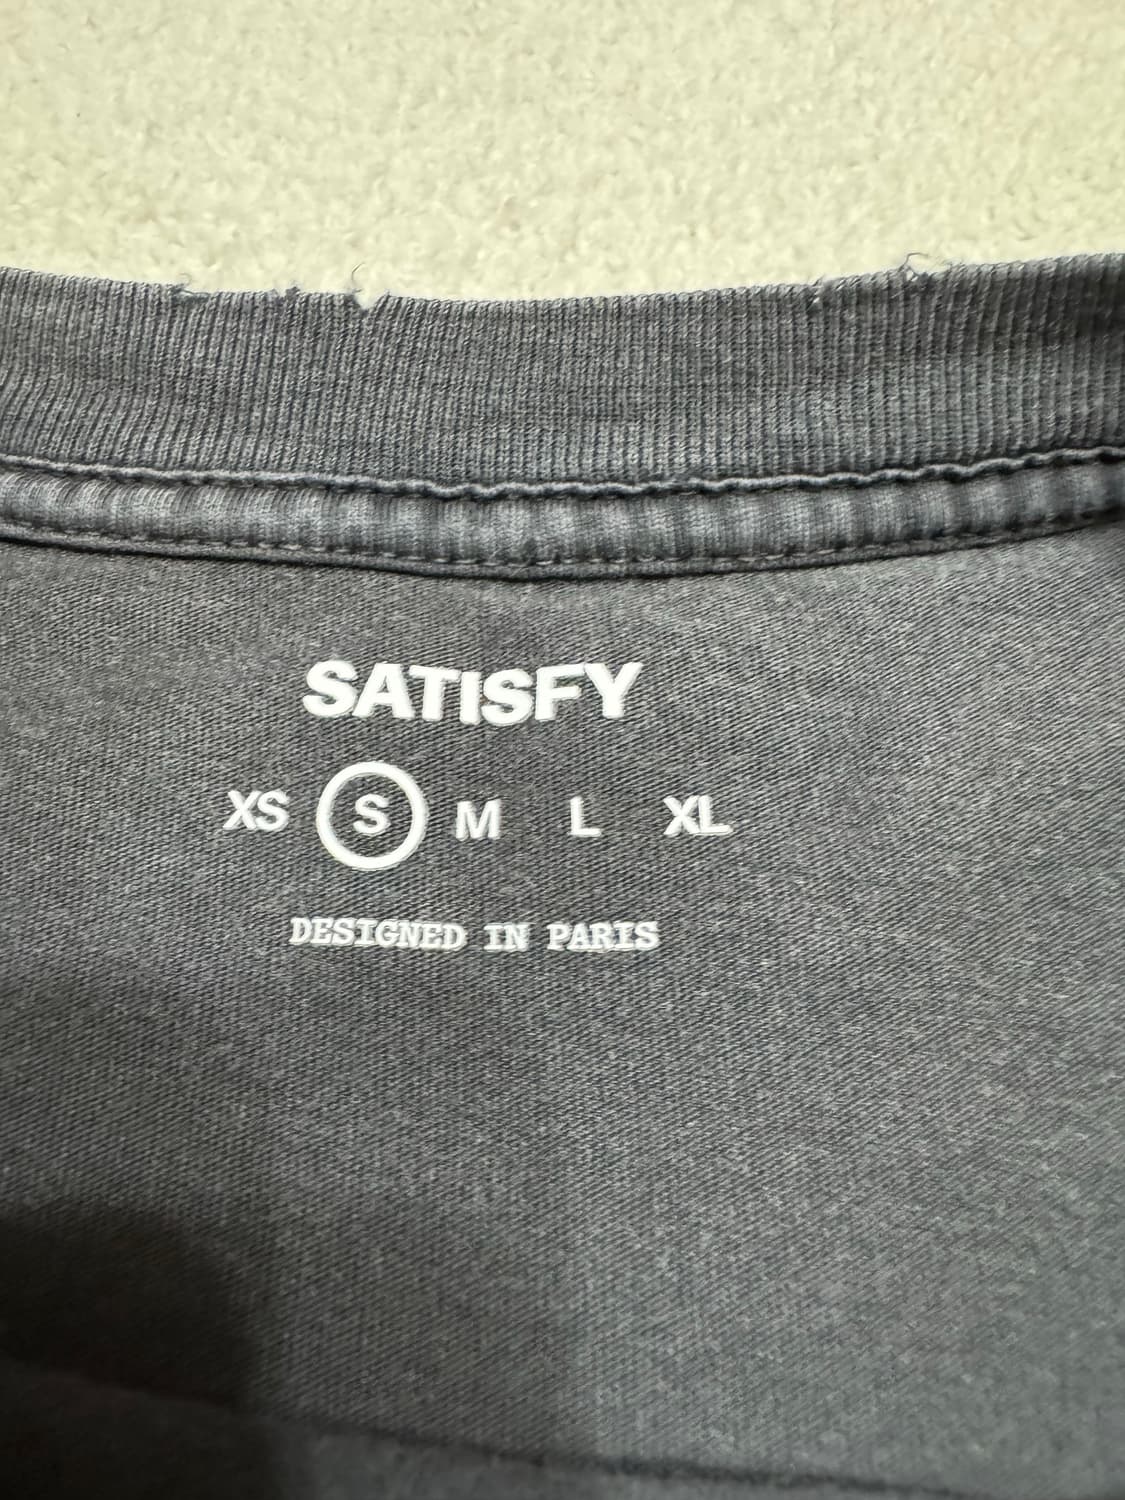 SATISFY
XS S M L XL
DESIGNED IN PARIS